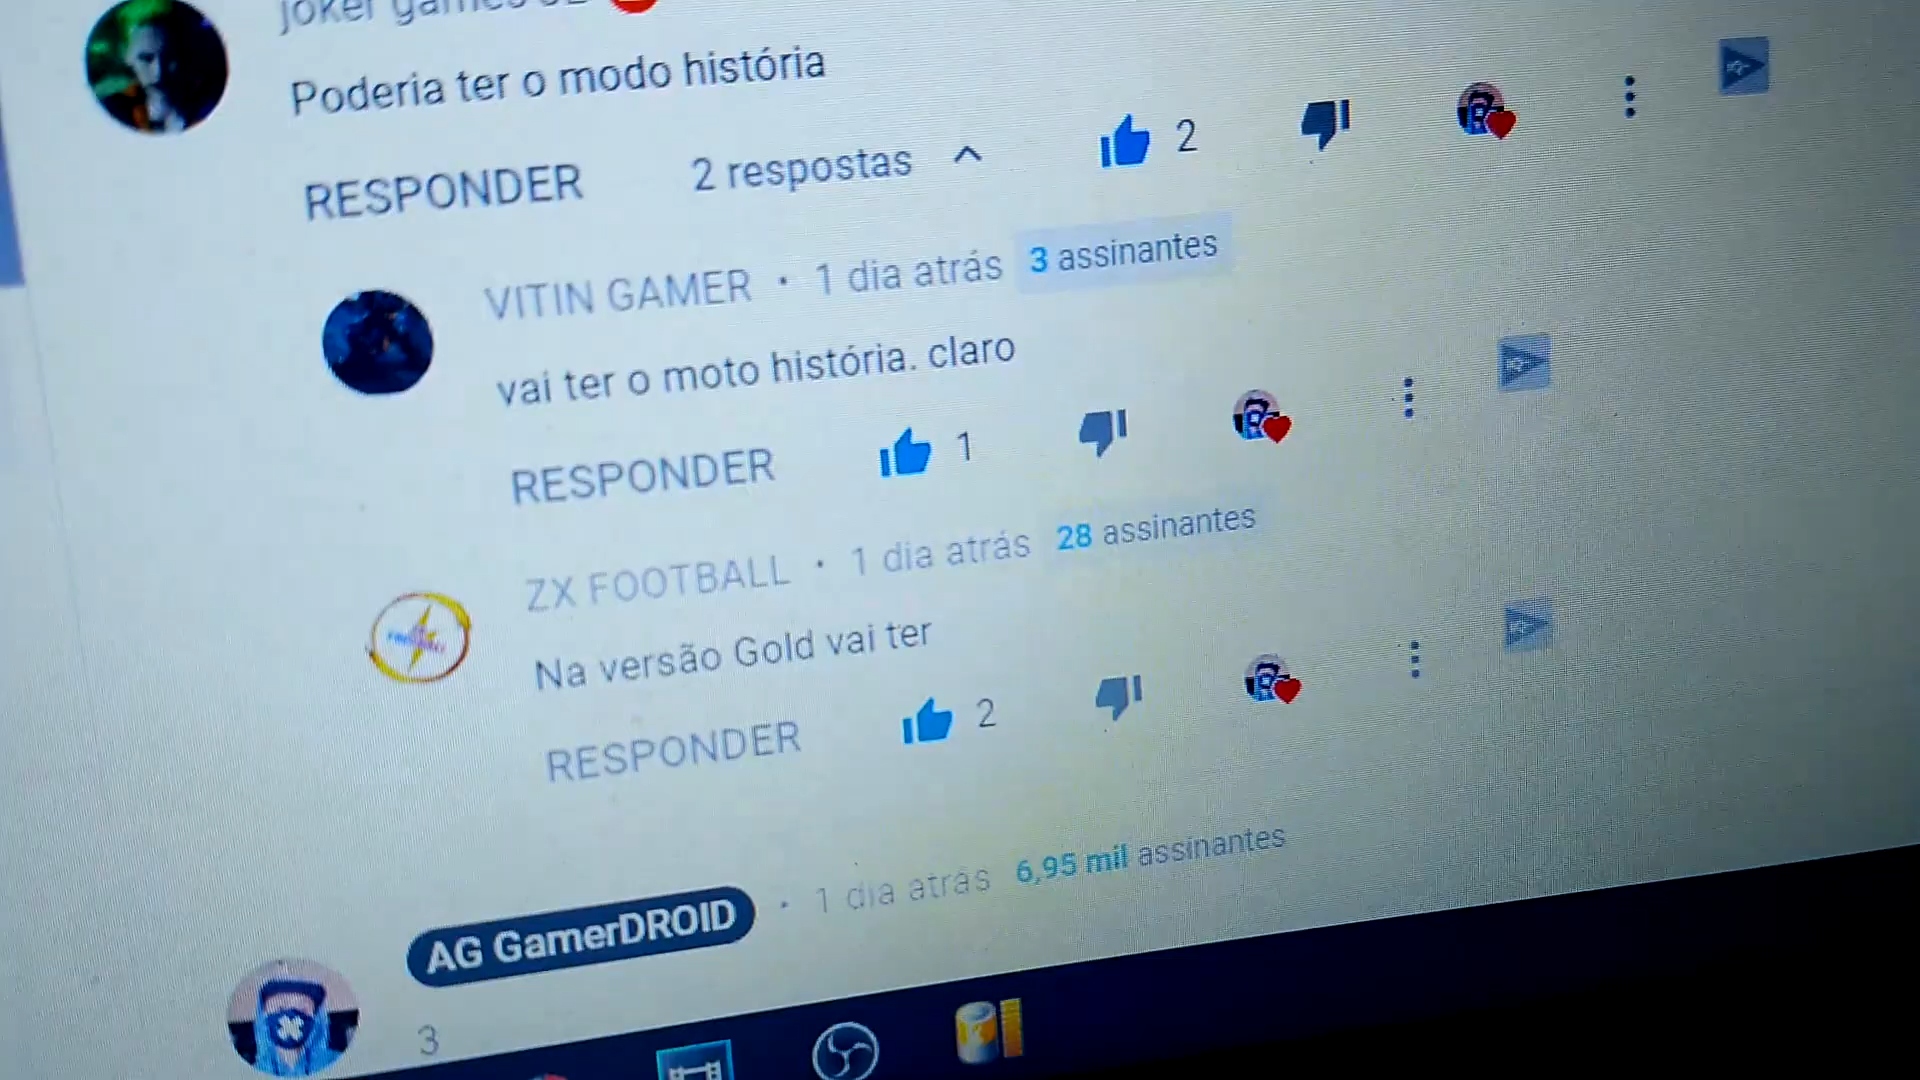 joker games
Poderia ter o modo história
RESPONDER 2 respostas 2
VITIN GAMER • 1 dia atrás 3 assinantes
vai ter o moto história. claro
RESPONDER 1
ZX FOOTBALL • 1 dia atrás 28 assinantes
Na versão Gold vai ter
RESPONDER 2
AG GamerDROID • 1 dia atrás 6,95 mil assinantes
3